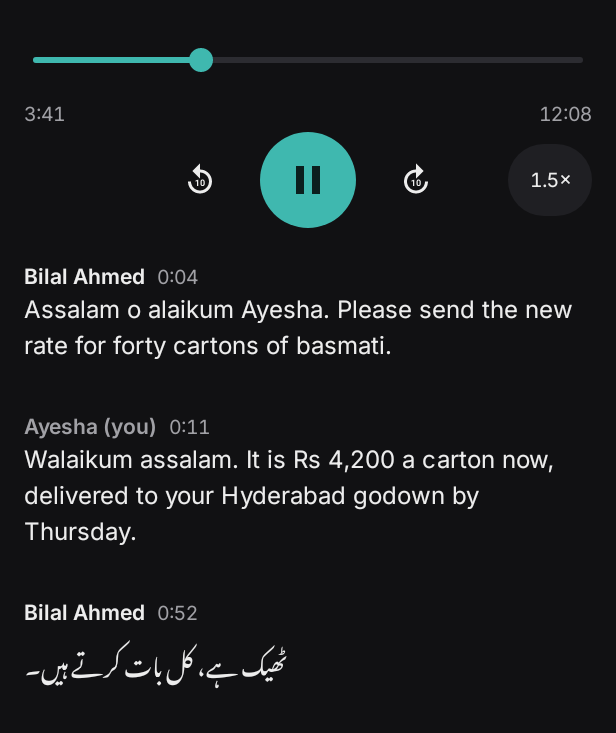 3:41
12:08
10
10
1.5×
Bilal Ahmed 0:04
Assalam o alaikum Ayesha. Please send the new
rate for forty cartons of basmati.
Ayesha (you) 0:11
Walaikum assalam. It is Rs 4,200 a carton now,
delivered to your Hyderabad godown by
Thursday.
Bilal Ahmed 0:52
ٹھیک ہے، کل بات کرتے ہیں۔